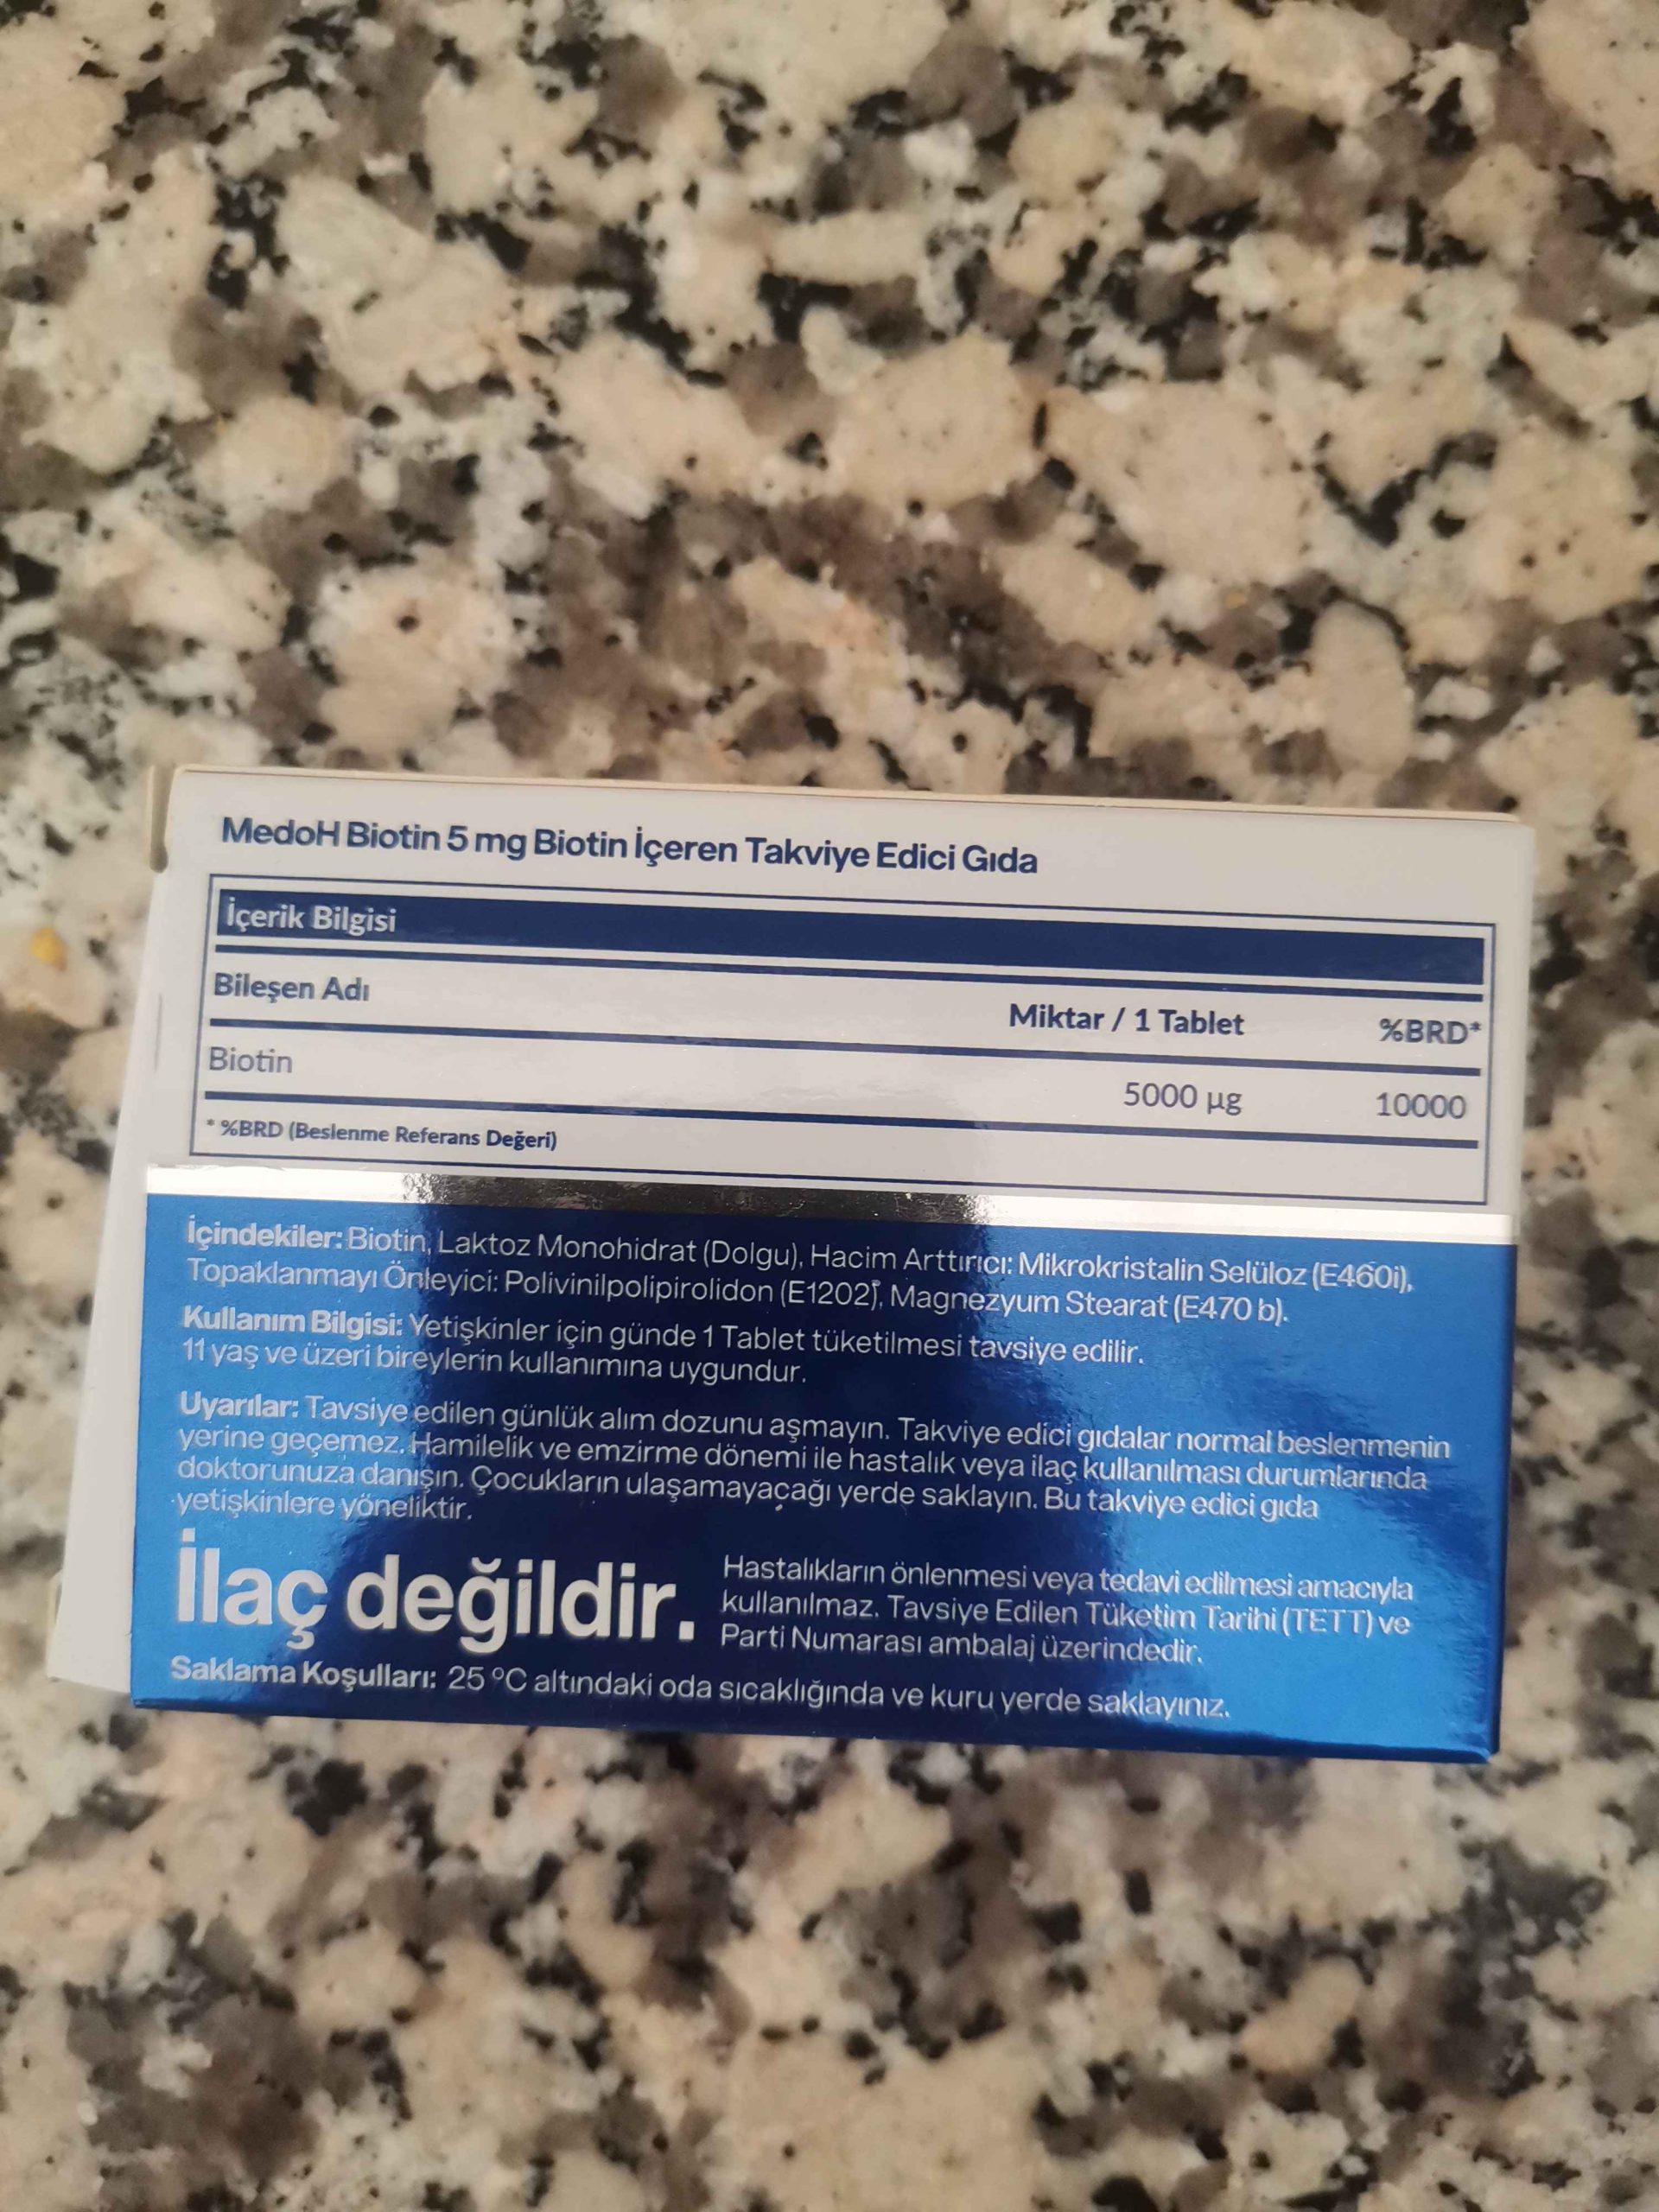 MedoH Biotin 5 mg Biotin İçeren Takviye Edici Gıda
İçerik Bilgisi
Bileşen Adı Miktar / 1 Tablet %BRD*
Biotin 5000 µg 10000
* %BRD (Beslenme Referans Değeri)
İçindekiler: Biotin, Laktoz Monohidrat (Dolgu), Hacim Arttırıcı: Mikrokristalin Selüloz (E460i),
Topaklanmayı Önleyici: Polivinilpolipirolidon (E1202), Magnezyum Stearat (E470 b).
Kullanım Bilgisi: Yetişkinler için günde 1 Tablet tüketilmesi tavsiye edilir.
11 yaş ve üzeri bireylerin kullanımına uygundur.
Uyarılar: Tavsiye edilen günlük alım dozunu aşmayın. Takviye edici gıdalar normal beslenmenin
yerine geçemez. Hamilelik ve emzirme dönemi ile hastalık veya ilaç kullanılması durumlarında
doktorunuza danışın. Çocukların ulaşamayaçağı yerde saklayın. Bu takviye edici gıda
yetişkinlere yöneliktir.
İlaç değildir.
Hastalıkların önlenmesi veya tedavi edilmesi amacıyla
kullanılmaz. Tavsiye Edilen Tüketim Tarihi (TETT) ve
Parti Numarası ambalaj üzerindedir.
Saklama Koşulları: 25 °C altındaki oda sıcaklığında ve kuru yerde saklayınız.